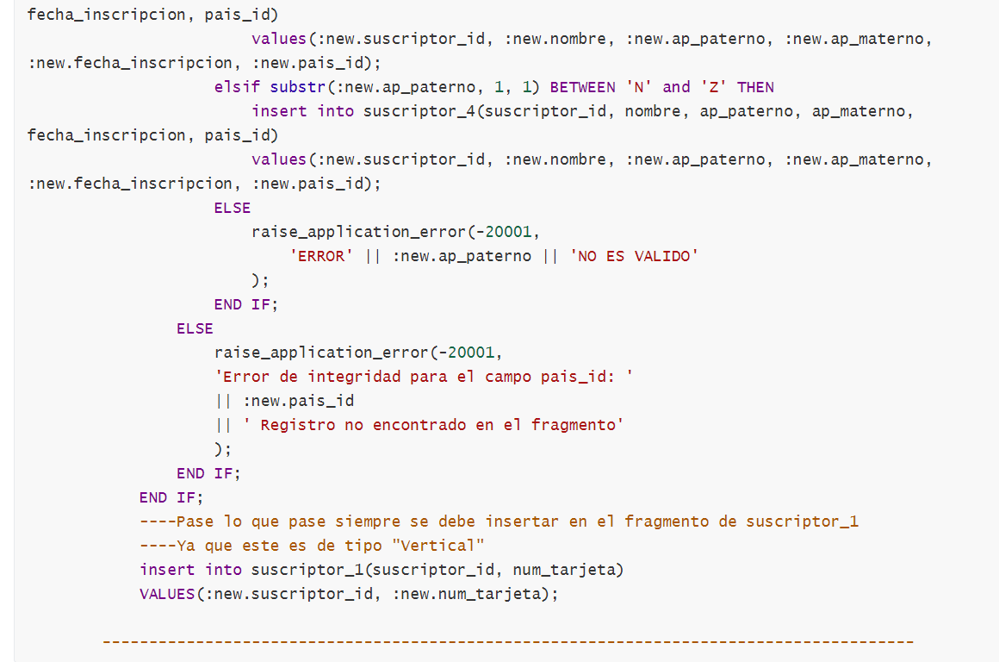 fecha_inscripcion, pais_id)
values(:new.suscriptor_id, :new.nombre, :new.ap_paterno, :new.ap_materno,
:new.fecha_inscripcion, :new.pais_id);
elsif substr(:new.ap_paterno, 1, 1) BETWEEN 'N' and 'Z' THEN
insert into suscriptor_4(suscriptor_id, nombre, ap_paterno, ap_materno,
fecha_inscripcion, pais_id)
values(:new.suscriptor_id, :new.nombre, :new.ap_paterno, :new.ap_materno,
:new.fecha_inscripcion, :new.pais_id);
ELSE
raise_application_error(-20001,
'ERROR' || :new.ap_paterno || 'NO ES VALIDO'
);
END IF;
ELSE
raise_application_error(-20001,
'Error de integridad para el campo pais_id: '
|| :new.pais_id
|| ' Registro no encontrado en el fragmento'
);
END IF;
END IF;
----Pase lo que pase siempre se debe insertar en el fragmento de suscriptor_1
----Ya que este es de tipo "Vertical"
insert into suscriptor_1(suscriptor_id, num_tarjeta)
VALUES(:new.suscriptor_id, :new.num_tarjeta);
---------------------------------------------------------------------------------------